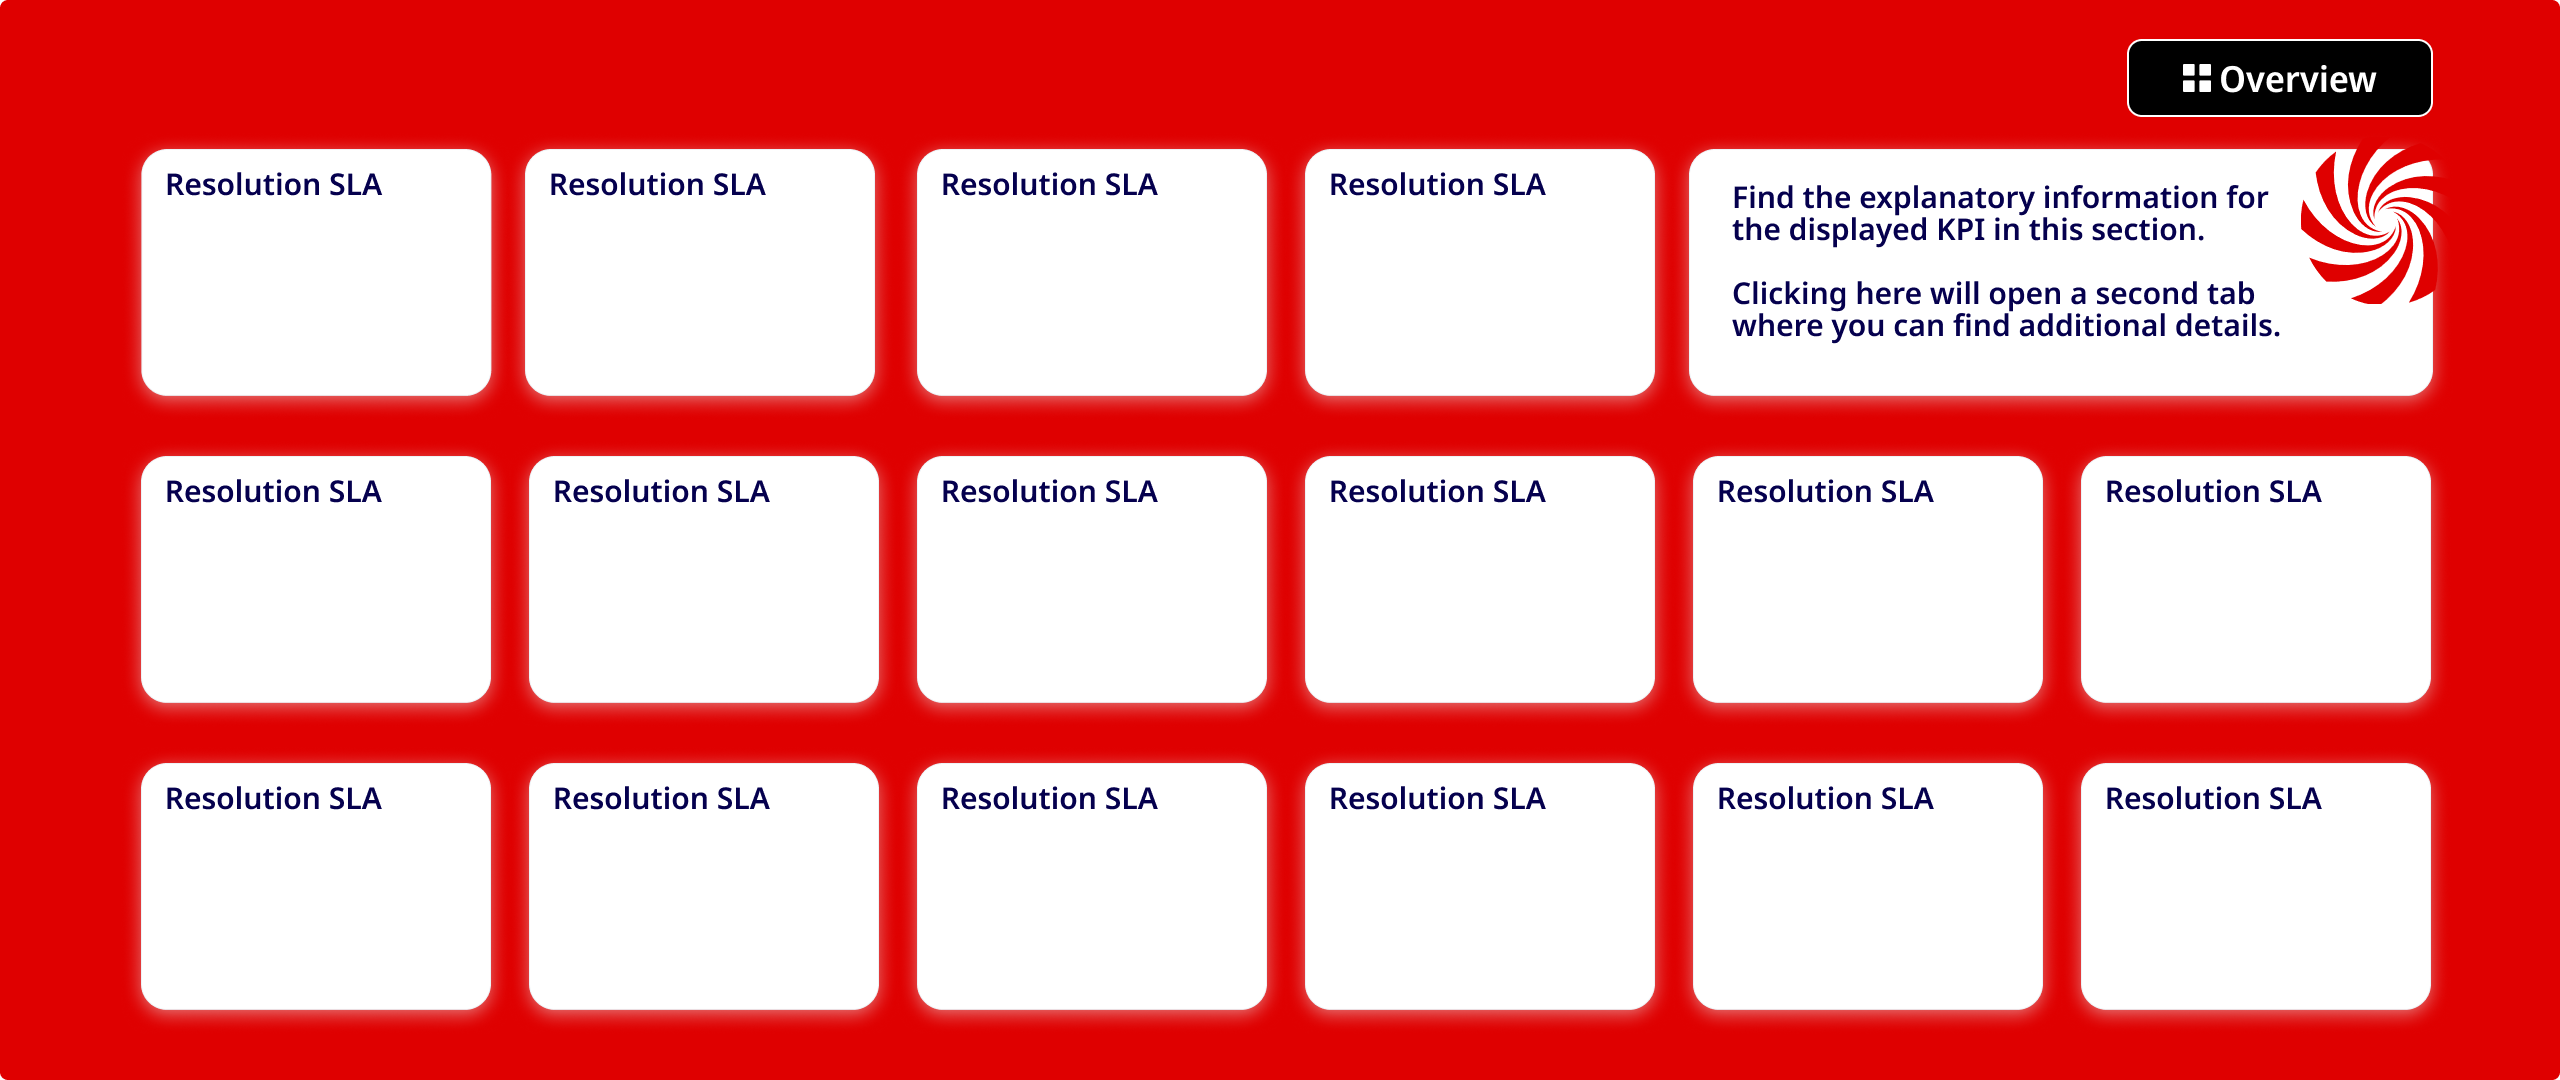 Overview
Resolution SLA
Resolution SLA
Resolution SLA
Resolution SLA
Find the explanatory information for
the displayed KPI in this section.
Clicking here will open a second tab
where you can find additional details.
Resolution SLA
Resolution SLA
Resolution SLA
Resolution SLA
Resolution SLA
Resolution SLA
Resolution SLA
Resolution SLA
Resolution SLA
Resolution SLA
Resolution SLA
Resolution SLA